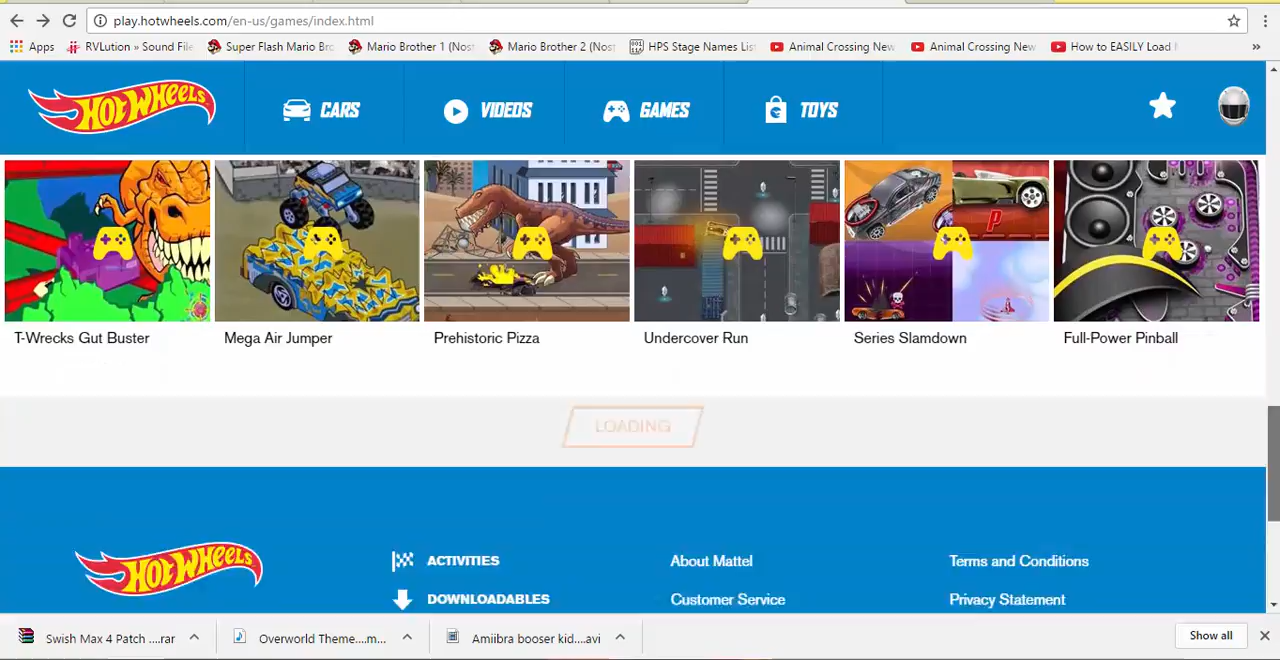 play.hotwheels.com/en-us/games/index.html
Apps RVLution » Sound File Super Flash Mario Bro Mario Brother 1 (Nost Mario Brother 2 (Nost HPS Stage Names List Animal Crossing New Animal Crossing New How to EASILY Load »
HOT WHEELS CARS VIDEOS GAMES TOYS
P
T-Wrecks Gut Buster Mega Air Jumper Prehistoric Pizza Undercover Run Series Slamdown Full-Power Pinball
LOADING
HOT WHEELS ACTIVITIES About Mattel Terms and Conditions
DOWNLOADABLES Customer Service Privacy Statement
Swish Max 4 Patch ....rar Overworld Theme....m... Amiibra booser kid....avi Show all